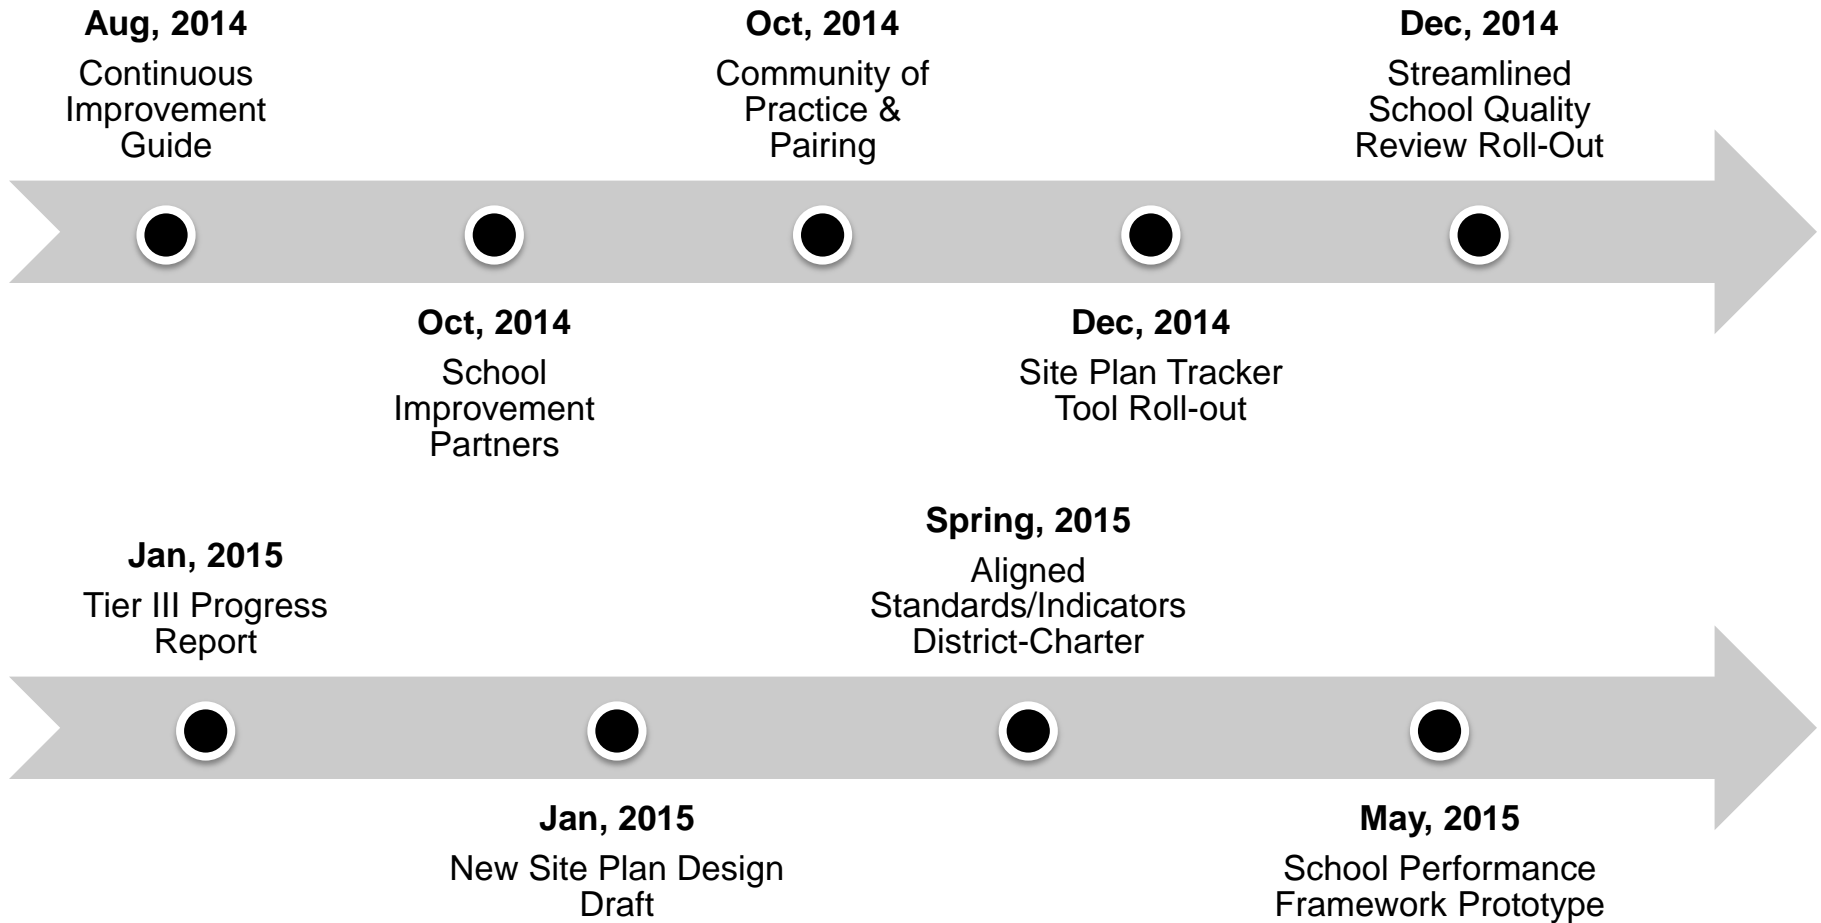 Aug, 2014
Continuous
Improvement
Guide
Oct, 2014
School
Improvement
Partners
Oct, 2014
Community of
Practice &
Pairing
Dec, 2014
Site Plan Tracker
Tool Roll-out
Dec, 2014
Streamlined
School Quality
Review Roll-Out
Jan, 2015
Tier III Progress
Report
Jan, 2015
New Site Plan Design
Draft
Spring, 2015
Aligned
Standards/Indicators
District-Charter
May, 2015
School Performance
Framework Prototype